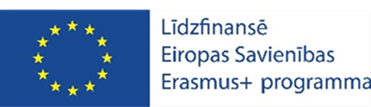 Līdzfinansē
Eiropas Savienības
Erasmus+ programma